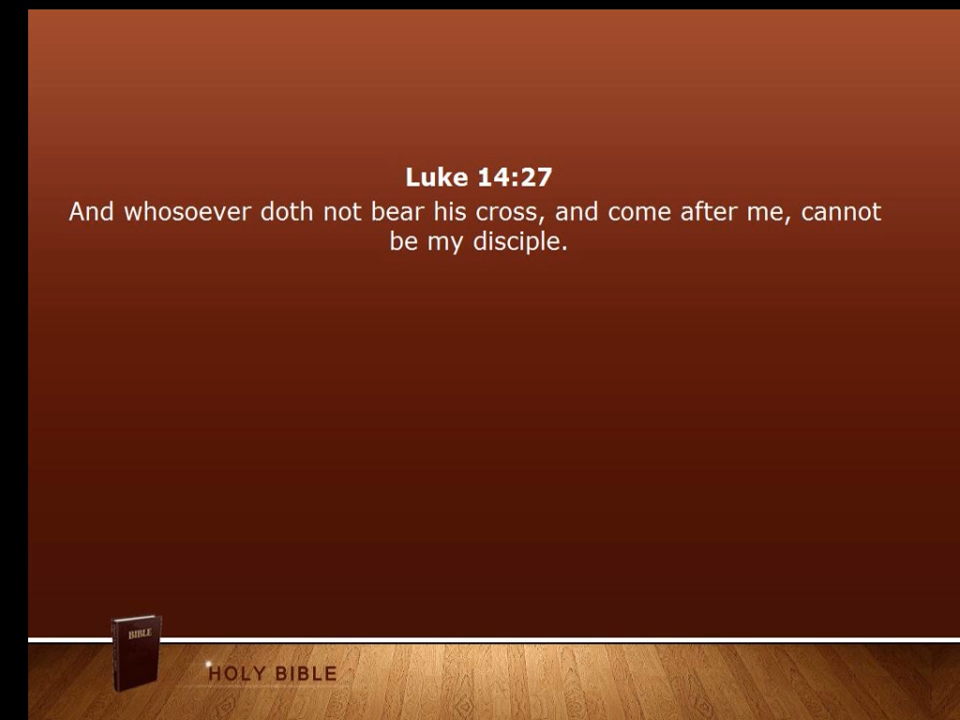 Luke 14:27
And whosoever doth not bear his cross, and come after me, cannot
be my disciple.
BIBLE
HOLY BIBLE